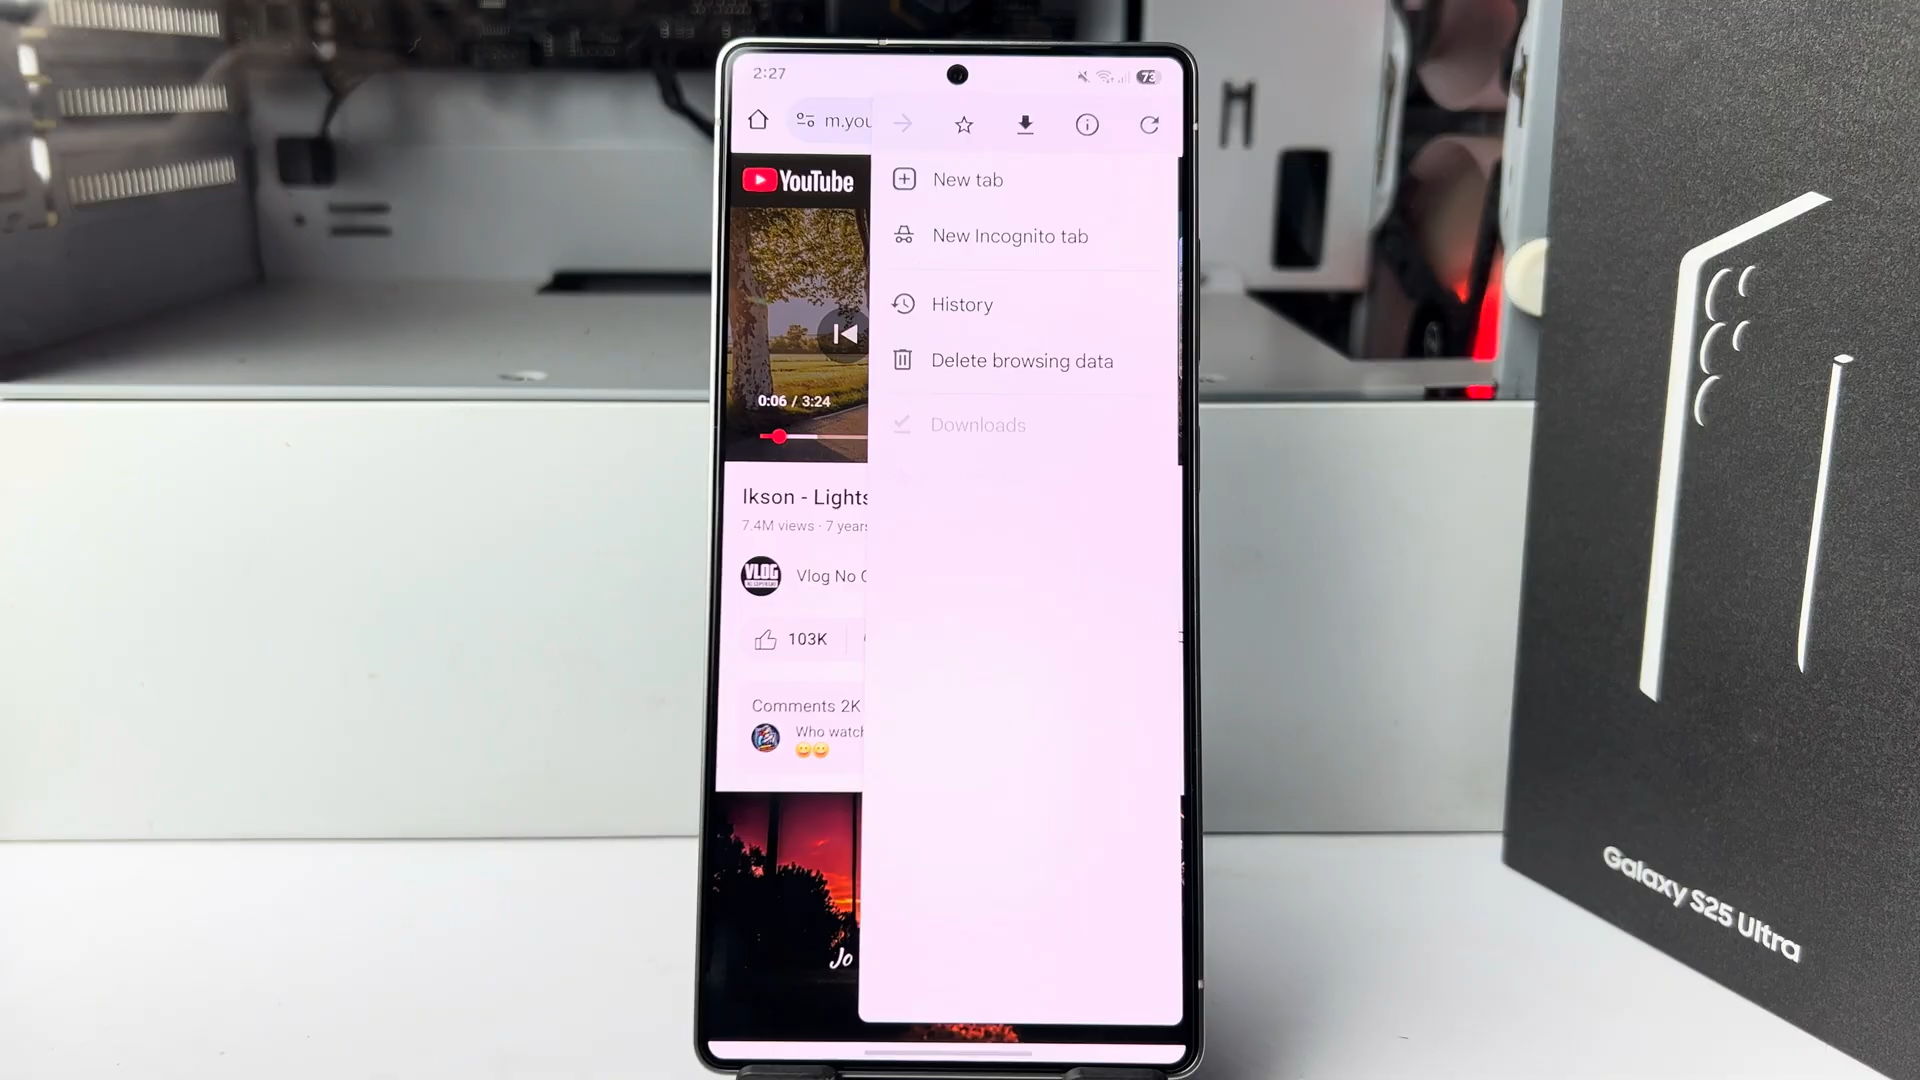 2:27
73
m.you
YouTube
New tab
New Incognito tab
History
Delete browsing data
0:06 / 3:24
Downloads
Ikson - Lights
7.4M views · 7 years
VLOG
Vlog No C
103K
Comments 2K
Who watch
Jo
Galaxy S25 Ultra